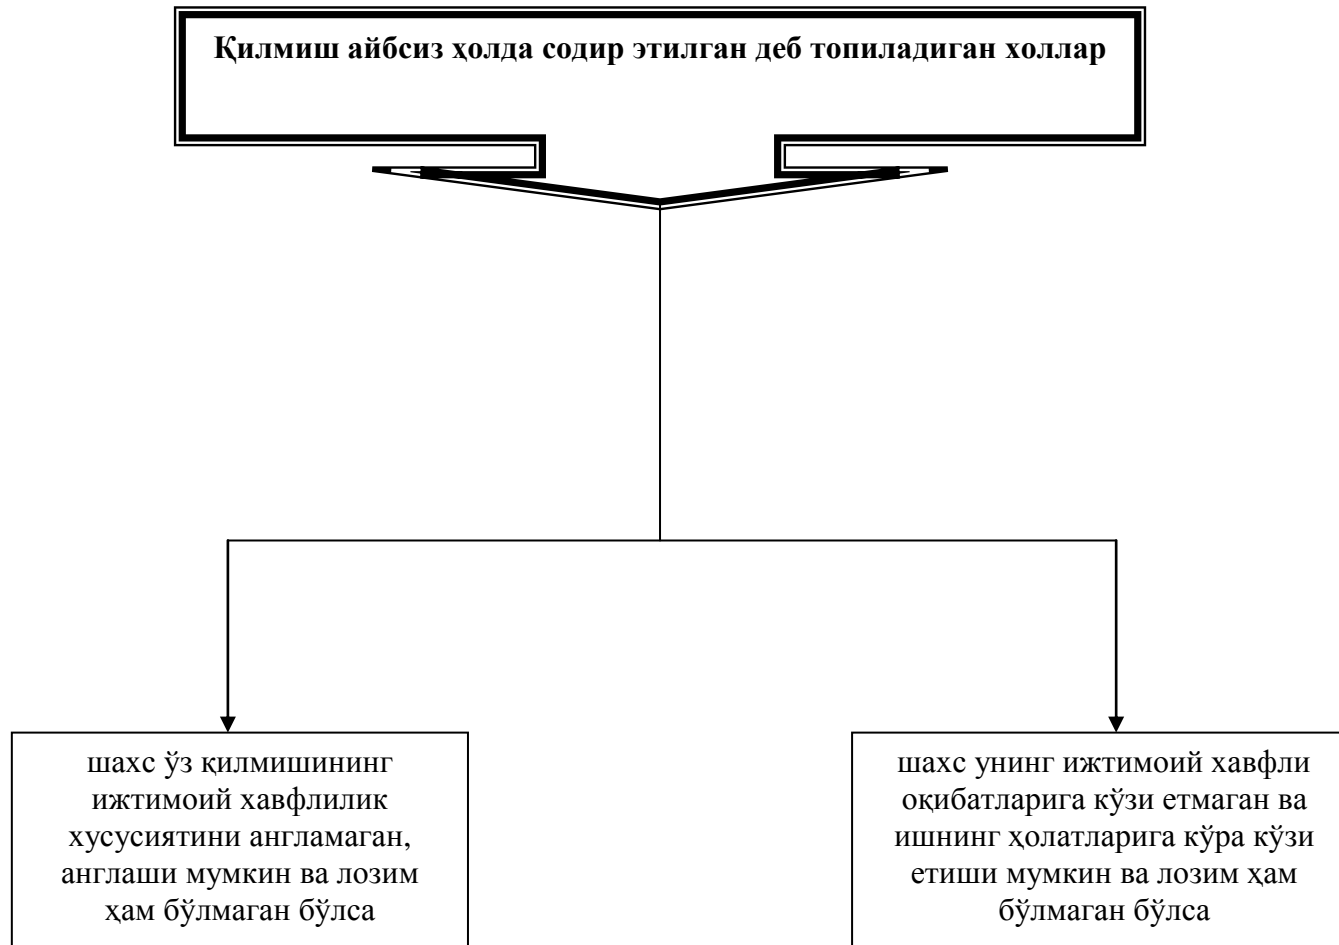 Қилмиш айбсиз ҳолда содир этилган деб топиладиган холлар
шахс ўз қилмишининг
ижтимоий хавфлилик
хусусиятини англамаган,
англаши мумкин ва лозим
ҳам бўлмаган бўлса
шахс унинг ижтимоий хавфли
оқибатларига кўзи етмаган ва
ишнинг ҳолатларига кўра кўзи
етиши мумкин ва лозим ҳам
бўлмаган бўлса